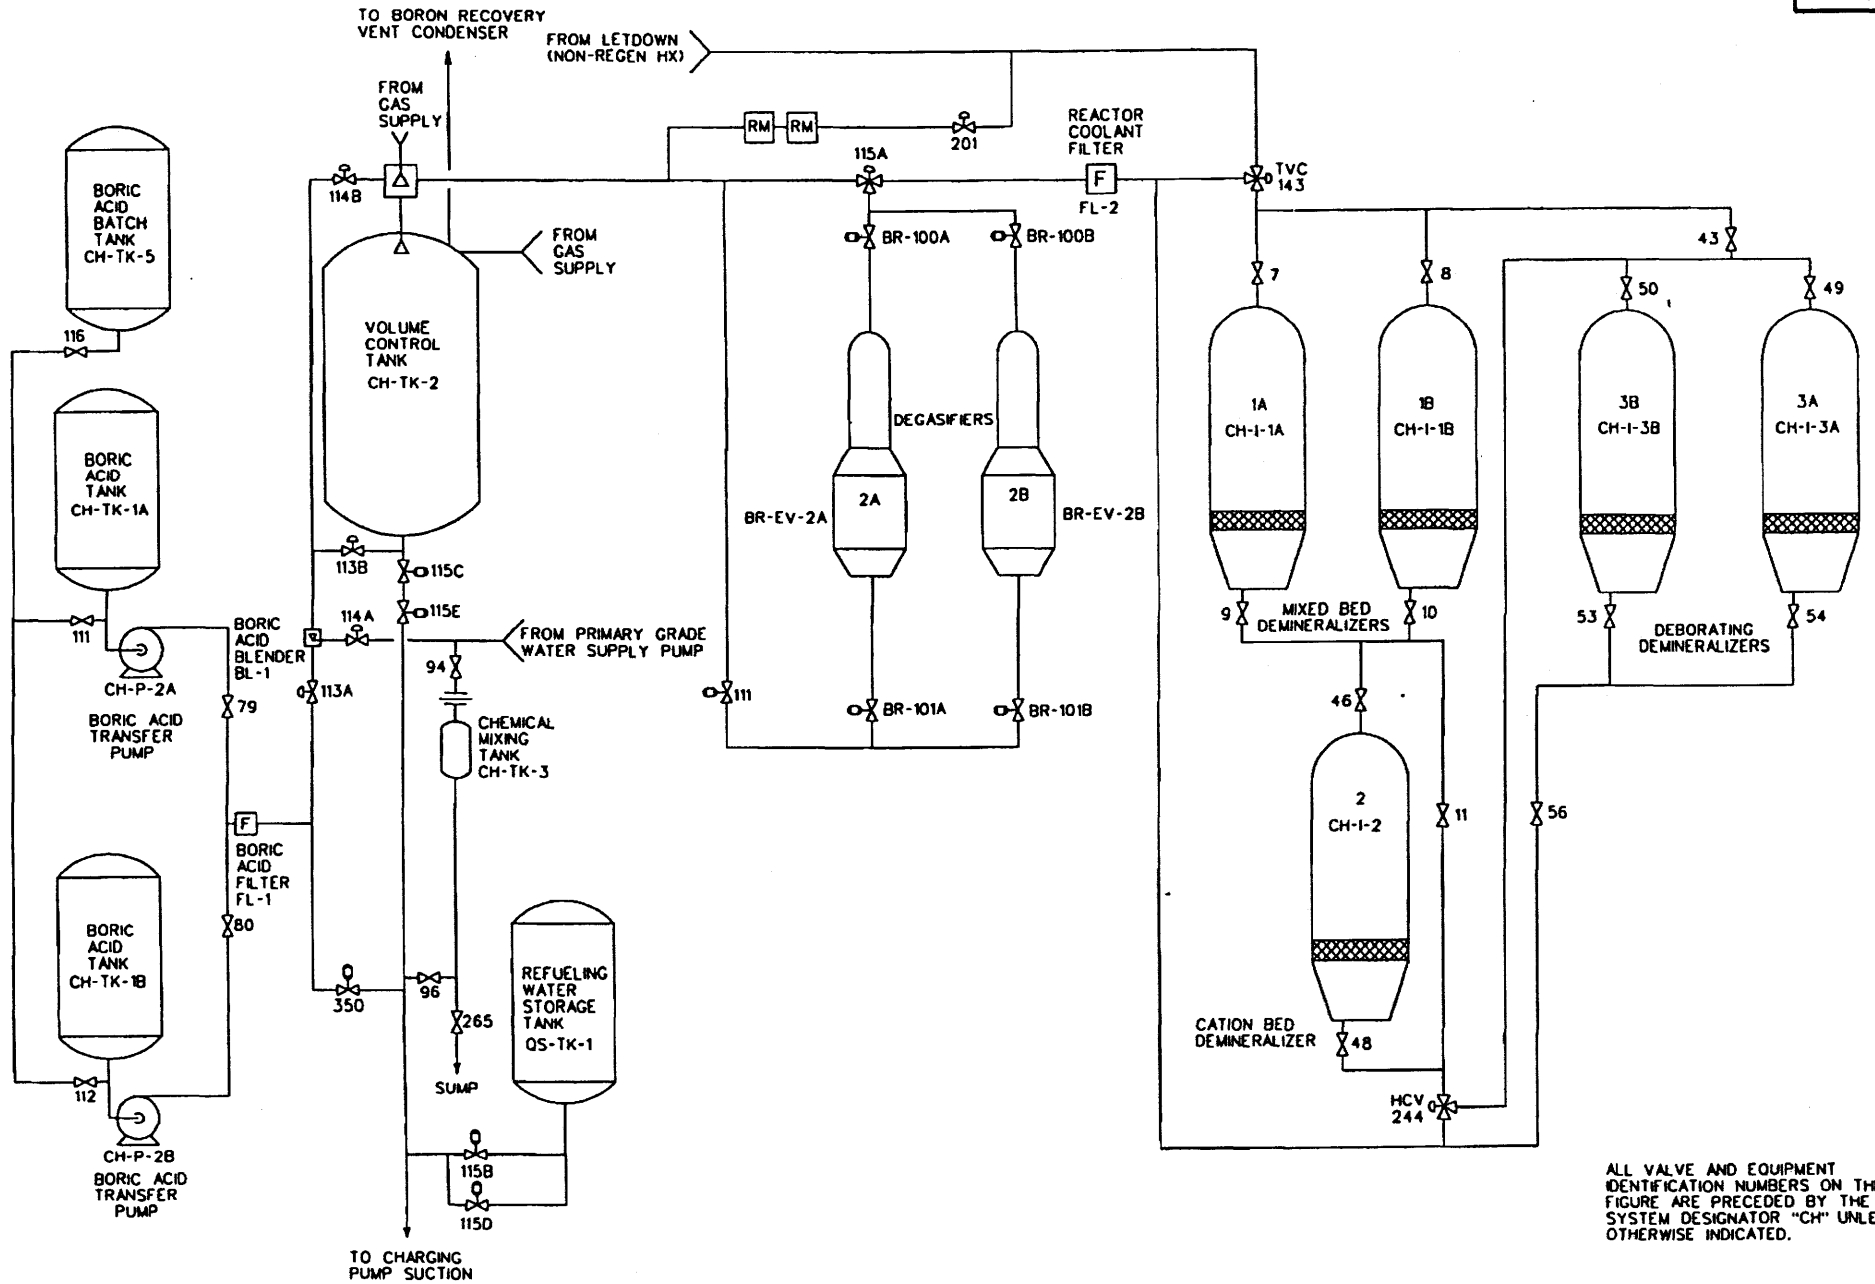 TO BORON RECOVERY
VENT CONDENSER
FROM LETDOWN
(NON-REGEN HX)
FROM
GAS
SUPPLY
RM
RM
201
REACTOR
COOLANT
FILTER
115A
114B
F
FL-2
TVC
143
BORIC
ACID
BATCH
TANK
CH-TK-5
FROM
GAS
SUPPLY
BR-100A
BR-100B
43
7
8
50
49
116
VOLUME
CONTROL
TANK
CH-TK-2
DEGASIFIERS
1A
CH-I-1A
1B
CH-I-1B
3B
CH-I-3B
3A
CH-I-3A
BORIC
ACID
TANK
CH-TK-1A
2A
BR-EV-2A
2B
BR-EV-2B
113B
115C
115E
114A
FROM PRIMARY GRADE
WATER SUPPLY PUMP
9
MIXED BED
DEMINERALIZERS
10
53
DEBORATING
DEMINERALIZERS
54
111
CH-P-2A
BORIC ACID
TRANSFER
PUMP
BORIC
ACID
BLENDER
BL-1
113A
79
94
CHEMICAL
MIXING
TANK
CH-TK-3
111
BR-101A
BR-101B
46
2
CH-I-2
11
56
F
BORIC
ACID
FILTER
FL-1
80
BORIC
ACID
TANK
CH-TK-1B
350
96
265
SUMP
REFUELING
WATER
STORAGE
TANK
QS-TK-1
CATION BED
DEMINERALIZER
48
HCV
244
112
CH-P-2B
BORIC ACID
TRANSFER
PUMP
115B
115D
TO CHARGING
PUMP SUCTION
ALL VALVE AND EQUIPMENT
IDENTIFICATION NUMBERS ON TH
FIGURE ARE PRECEDED BY THE
SYSTEM DESIGNATOR "CH" UNLE
OTHERWISE INDICATED.